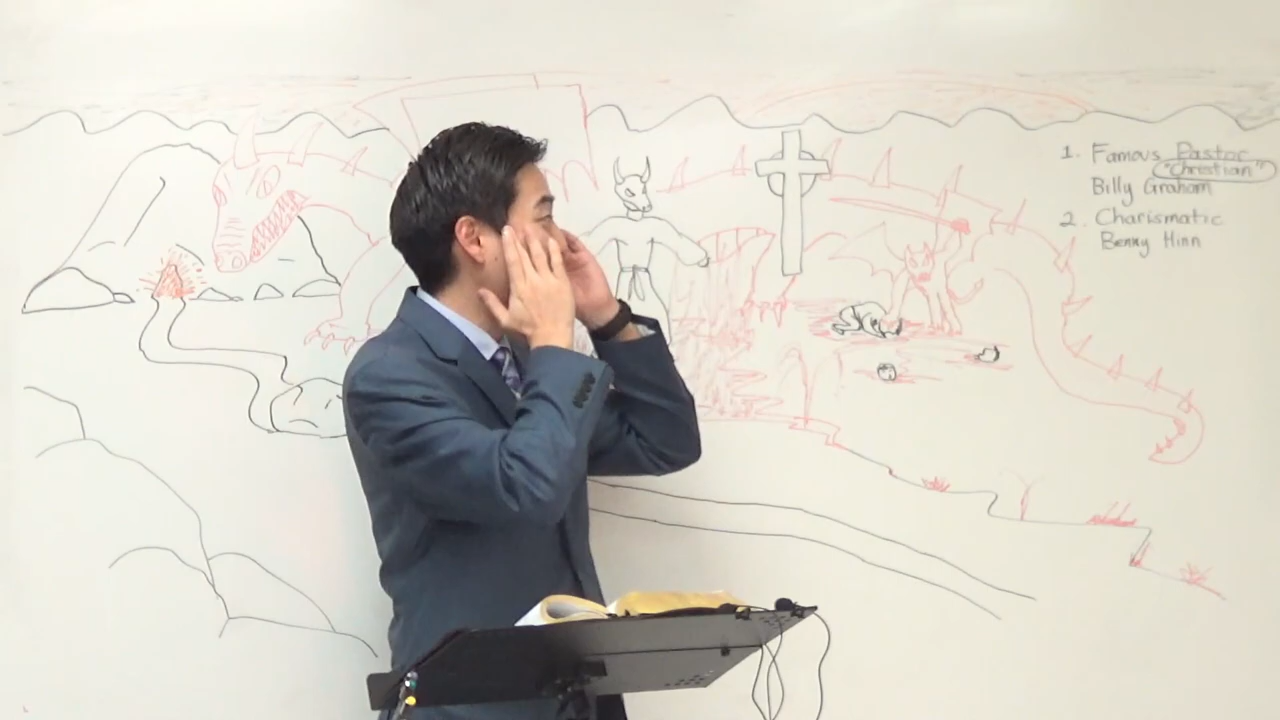 1. Famous Pastor
"Christian"
Billy Graham
2. Charismatic
Benny Hinn